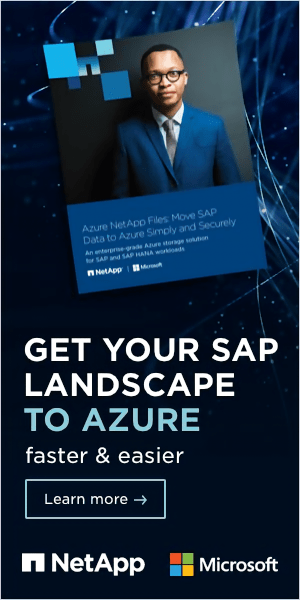 Azure NetApp Files: Move SAP
Data to Azure Simply and Securely
An enterprise-grade Azure storage solution
for SAP and SAP HANA workloads
NetApp | Microsoft
GET YOUR SAP
LANDSCAPE
TO AZURE
faster & easier
Learn more →
NetApp Microsoft